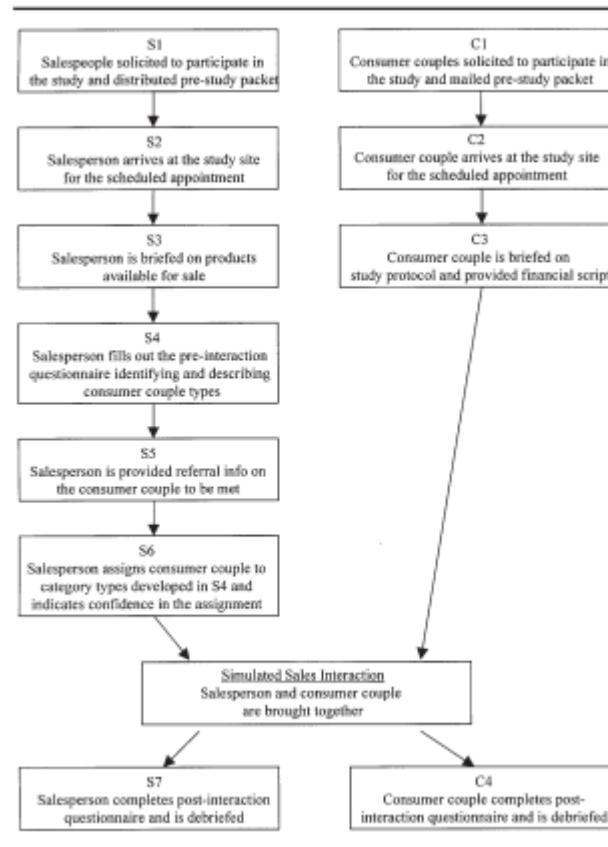 S1
Salespeople solicited to participate in
the study and distributed pre-study packet
C1
Consumer couples solicited to participate in
the study and mailed pre-study packet
S2
Salesperson arrives at the study site
for the scheduled appointment
C2
Consumer couple arrives at the study site
for the scheduled appointment
S3
Salesperson is briefed on products
available for sale
C3
Consumer couple is briefed on
study protocol and provided financial script
S4
Salesperson fills out the pre-interaction
questionnaire identifying and describing
consumer couple types
S5
Salesperson is provided referral info on
the consumer couple to be met
S6
Salesperson assigns consumer couple to
category types developed in S4 and
indicates confidence in the assignment
Simulated Sales Interaction
Salesperson and consumer couple
are brought together
S7
Salesperson completes post-interaction
questionnaire and is debriefed
C4
Consumer couple completes post-
interaction questionnaire and is debriefed